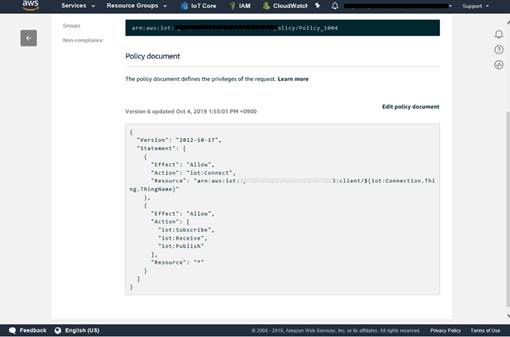 aws
Services
Resource Groups
IoT Core
IAM
CloudWatch
Support
Groups
Non-compliance
arn:aws:iot: olicy/Policy_1004
Policy document
The policy document defines the privileges of the request. Learn more
Version 6 updated Oct 4, 2019 1:55:01 PM +0900
Edit policy document
{
"Version": "2012-10-17",
"Statement": [
{
"Effect": "Allow",
"Action": "iot:Connect",
"Resource": "arn:aws:iot: :client/${iot:Connection.Thi
ng.ThingName}"
},
{
"Effect": "Allow",
"Action": [
"iot:Subscribe",
"iot:Receive",
"iot:Publish"
],
"Resource": "*"
}
]
}
Feedback
English (US)
© 2008 - 2019, Amazon Web Services, Inc. or its affiliates. All rights reserved.
Privacy Policy
Terms of Use